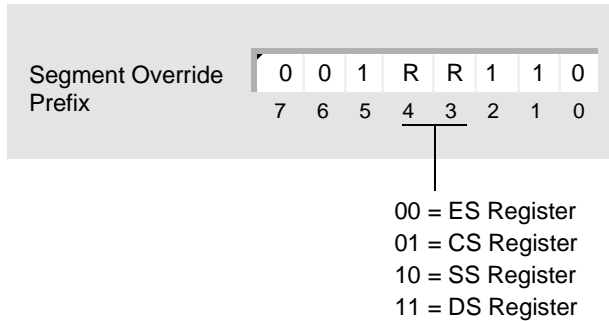 Segment Override
Prefix
0 0 1 R R 1 1 0
7 6 5 4 3 2 1 0
00 = ES Register
01 = CS Register
10 = SS Register
11 = DS Register